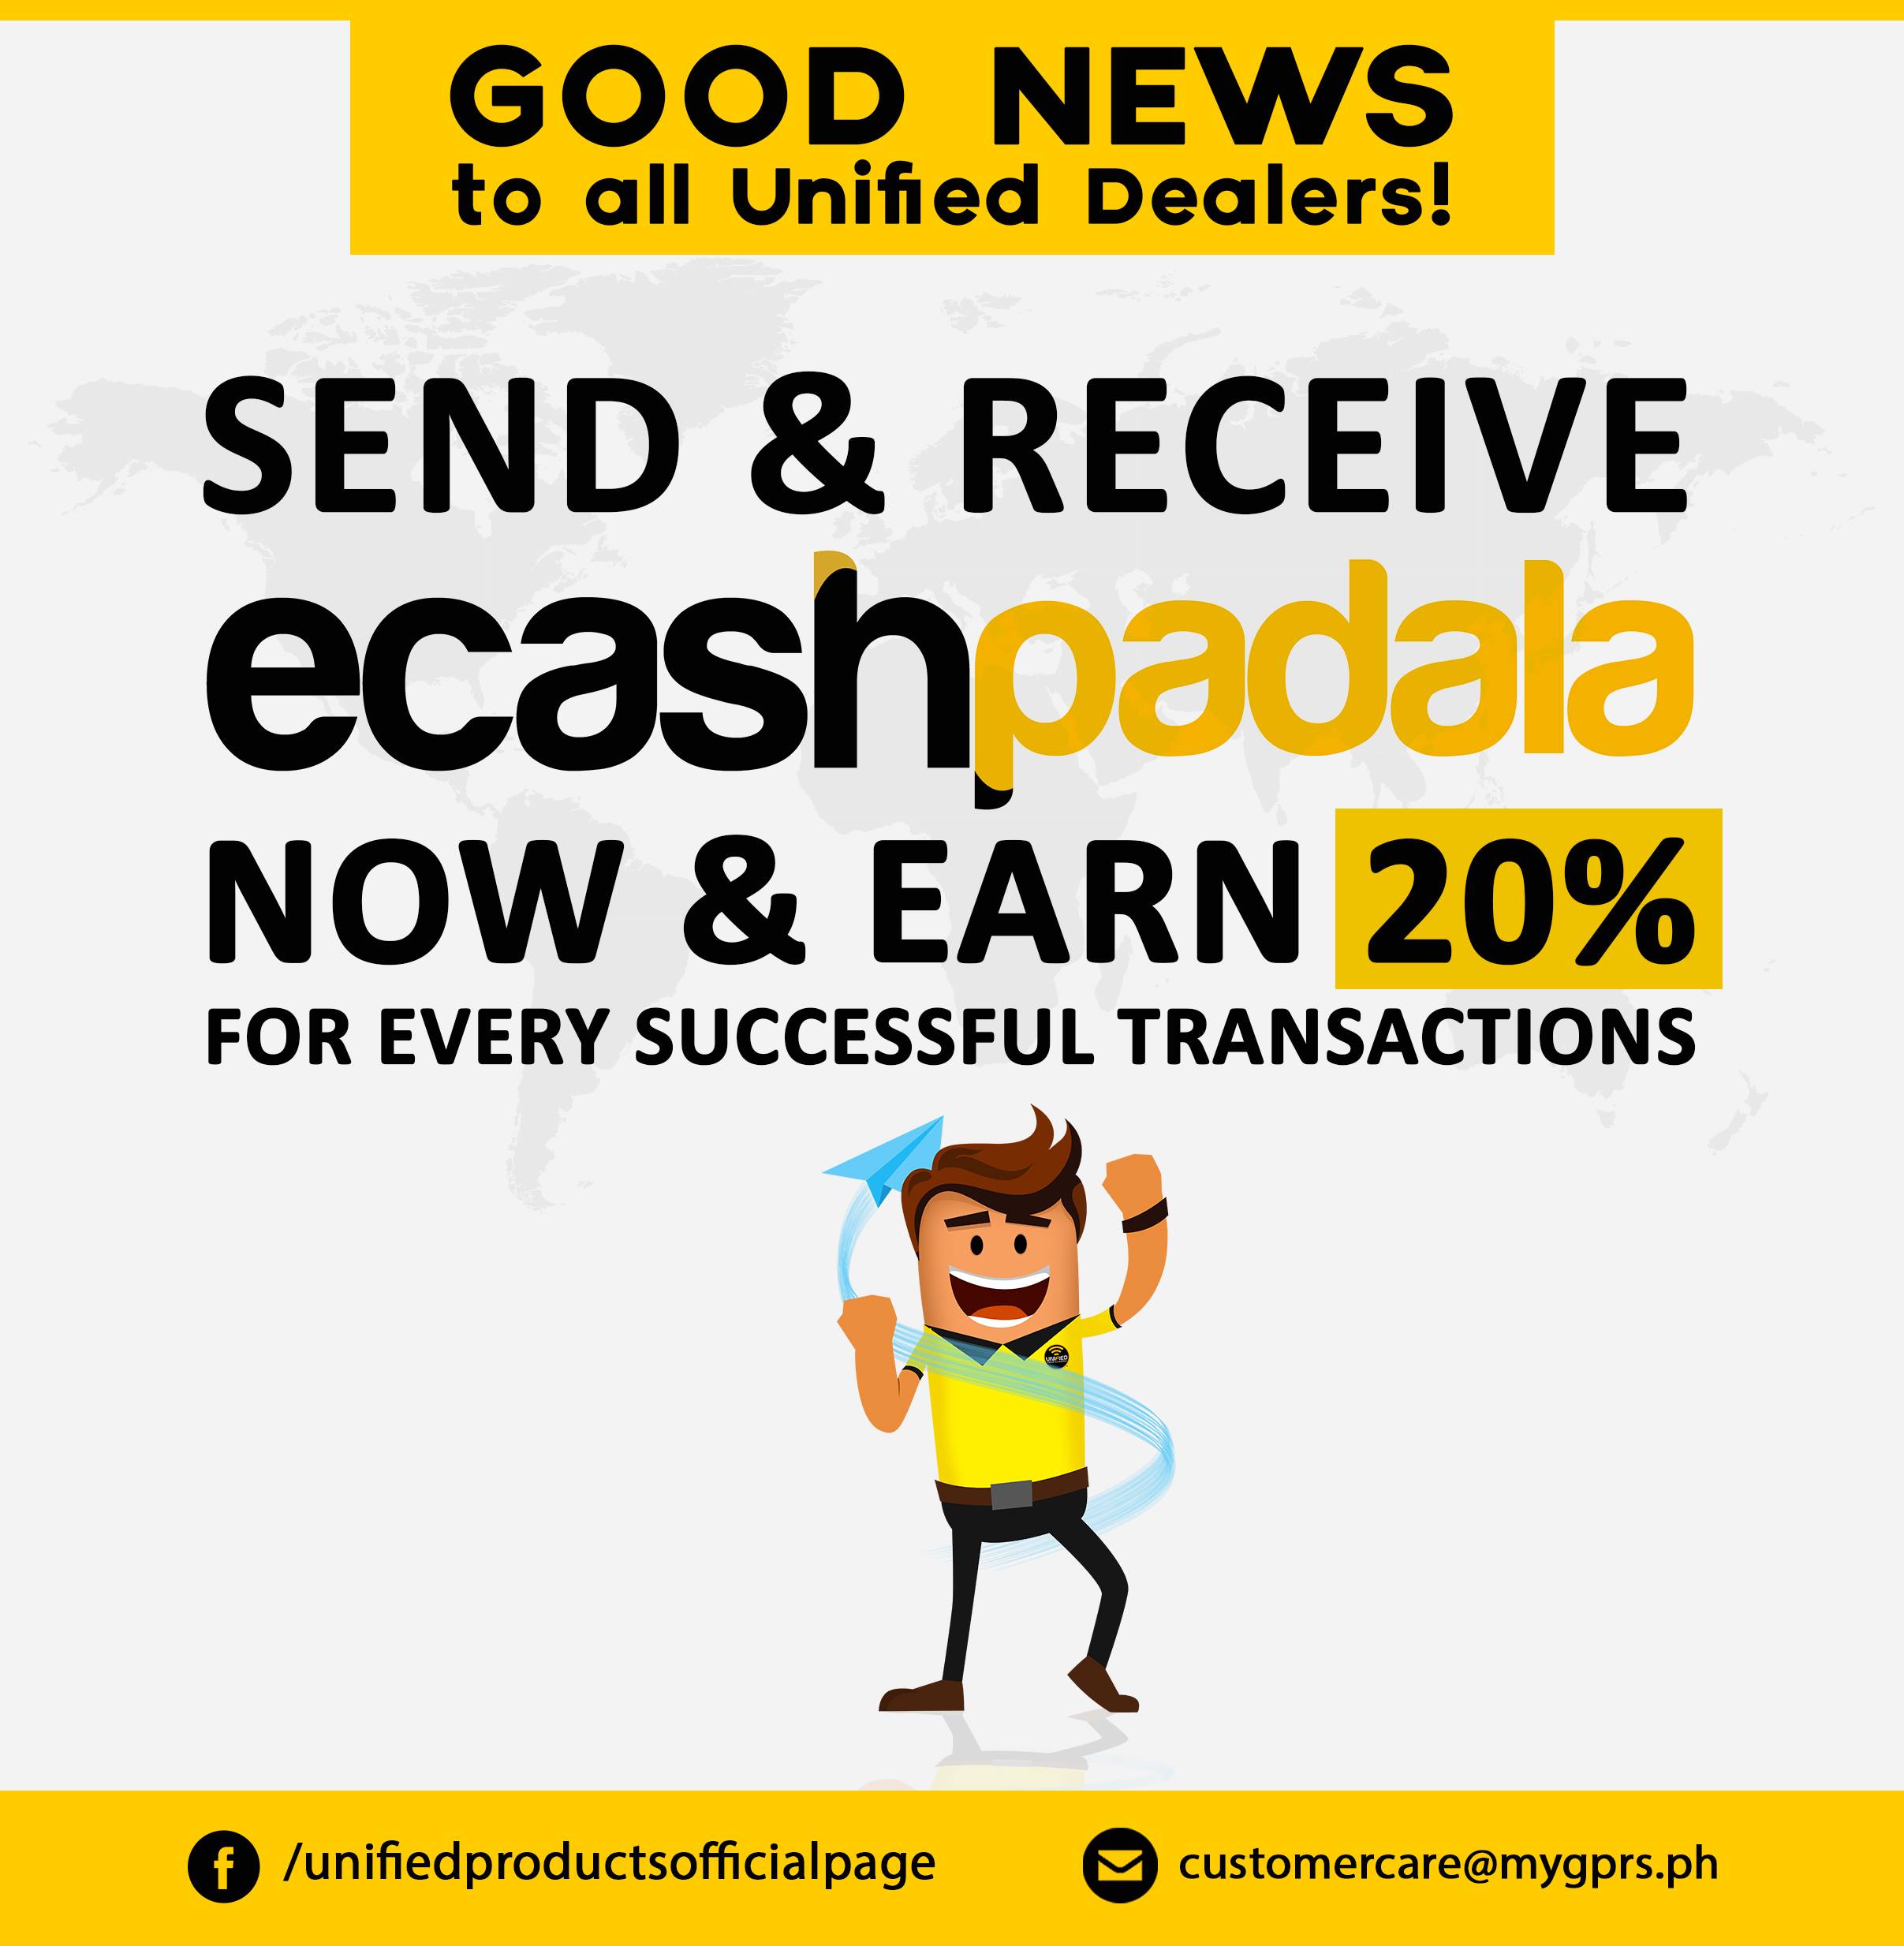 GOOD NEWS
to all Unified Dealers!
SEND & RECEIVE
ecashpadala
NOW & EARN 20%
FOR EVERY SUCCESSFUL TRANSACTIONS
UNIFIED
/unifiedproductsofficialpage
customercare@mygprs.ph